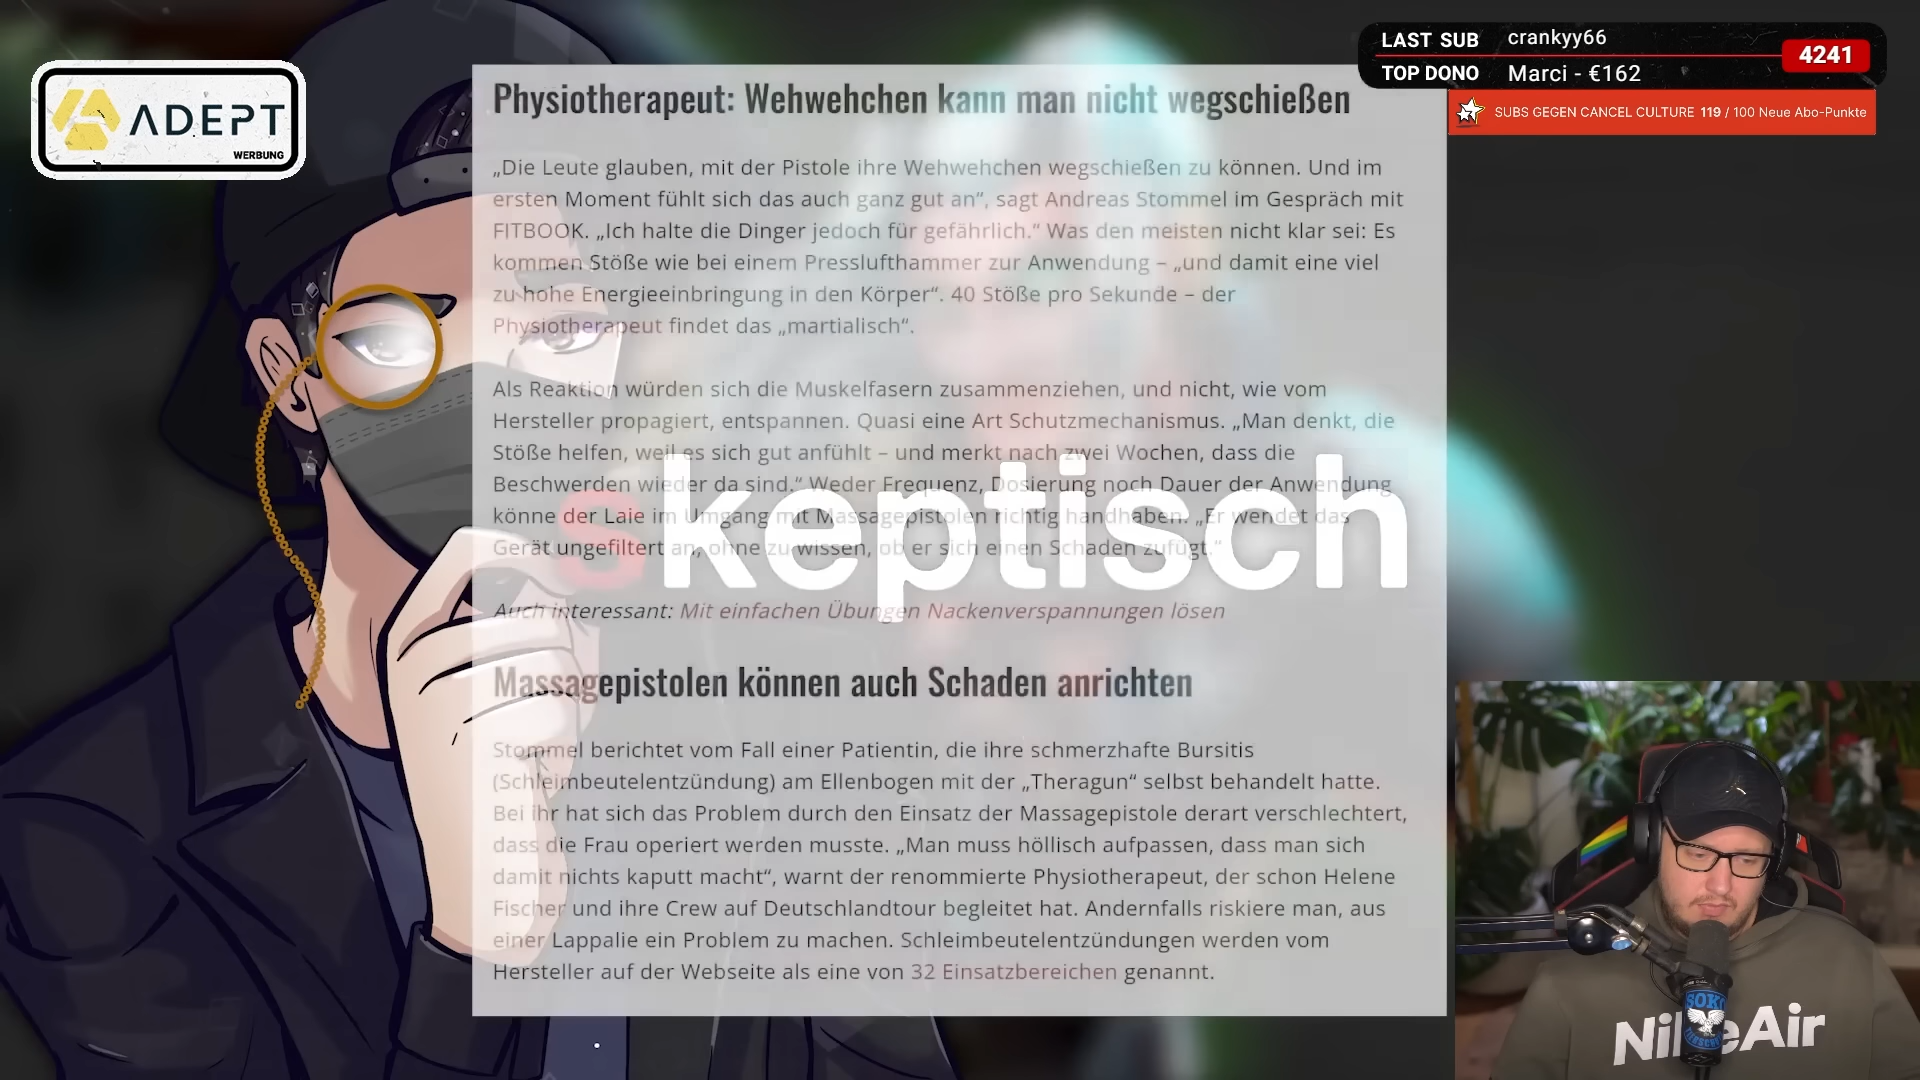 ADEPT
WERBUNG
LAST SUB crankyy66
TOP DONO Marci - €162
4241
SUBS GEGEN CANCEL CULTURE 119 / 100 Neue Abo-Punkte
Physiotherapeut: Wehwehchen kann man nicht wegschießen
„Die Leute glauben, mit der Pistole ihre Wehwehchen wegschießen zu können. Und im
ersten Moment fühlt sich das auch ganz gut an“, sagt Andreas Stommel im Gespräch mit
FITBOOK. „Ich halte die Dinger jedoch für gefährlich.“ Was den meisten nicht klar sei: Es
kommen Stöße wie bei einem Presslufthammer zur Anwendung – „und damit eine viel
zu hohe Energieeinbringung in den Körper“. 40 Stöße pro Sekunde – der
Physiotherapeut findet das „martialisch“.
Als Reaktion würden sich die Muskelfasern zusammenziehen, und nicht, wie vom
Hersteller propagiert, entspannen. Quasi eine Art Schutzmechanismus. „Man denkt, die
Stöße helfen, weil es sich gut anfühlt – und merkt nach zwei Wochen, dass die
Beschwerden wieder da sind.“ Weder Frequenz, Dosierung noch Dauer der Anwendung
könne der Laie im Umgang mit Massagepistolen richtig handhaben. „Er wendet das
Gerät ungefiltert an, ohne zu wissen, ob er sich einen Schaden zufügt.“
skeptisch
Auch interessant: Mit einfachen Übungen Nackenverspannungen lösen
Massagepistolen können auch Schaden anrichten
Stommel berichtet vom Fall einer Patientin, die ihre schmerzhafte Bursitis
(Schleimbeutelentzündung) am Ellenbogen mit der „Theragun“ selbst behandelt hatte.
Bei ihr hat sich das Problem durch den Einsatz der Massagepistole derart verschlechtert,
dass die Frau operiert werden musste. „Man muss höllisch aufpassen, dass man sich
damit nichts kaputt macht“, warnt der renommierte Physiotherapeut, der schon Helene
Fischer und ihre Crew auf Deutschlandtour begleitet hat. Andernfalls riskiere man, aus
einer Lappalie ein Problem zu machen. Schleimbeutelentzündungen werden vom
Hersteller auf der Webseite als eine von 32 Einsatzbereichen genannt.
SOKO
Air